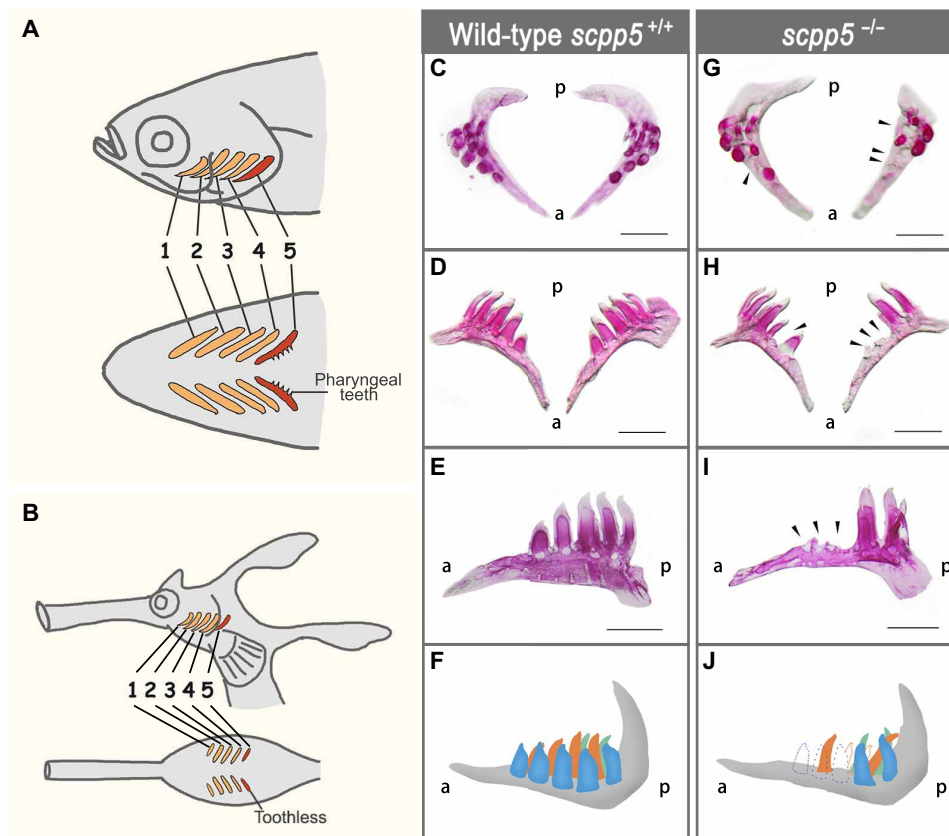 A
1 2 3 4 5
Pharyngeal
teeth
B
1 2 3 4 5
Toothless
Wild-type scpp5 +/+
scpp5 –/–
C
p
a
G
p
a
D
p
a
H
p
a
E
a
p
I
a
p
F
a
p
J
a
p